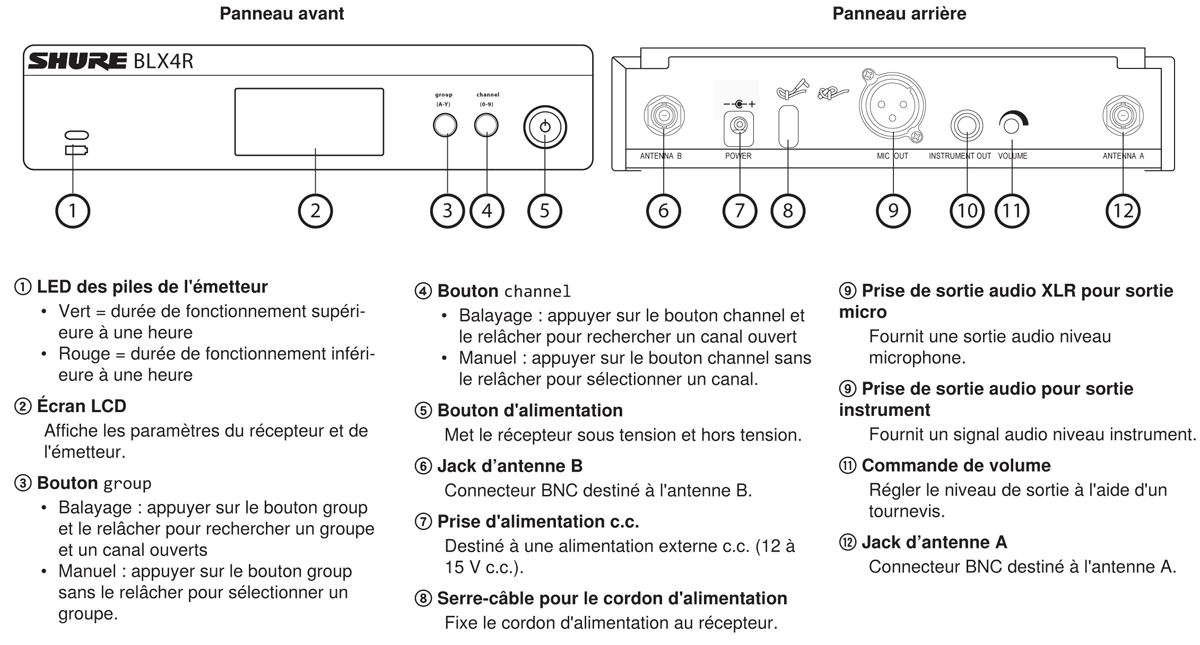 Panneau avant
Panneau arrière
SHURE BLX4R
group
(A-Y)
channel
(0-9)
ANTENNA B
POWER
MIC OUT
INSTRUMENT OUT
VOLUME
ANTENNA A
1
2
3
4
5
6
7
8
9
10
11
12
① LED des piles de l'émetteur
• Vert = durée de fonctionnement supéri-
eure à une heure
• Rouge = durée de fonctionnement inféri-
eure à une heure
② Écran LCD
Affiche les paramètres du récepteur et de
l'émetteur.
③ Bouton group
• Balayage : appuyer sur le bouton group
et le relâcher pour rechercher un groupe
et un canal ouverts
• Manuel : appuyer sur le bouton group
sans le relâcher pour sélectionner un
groupe.
④ Bouton channel
• Balayage : appuyer sur le bouton channel et
le relâcher pour rechercher un canal ouvert
• Manuel : appuyer sur le bouton channel sans
le relâcher pour sélectionner un canal.
⑤ Bouton d'alimentation
Met le récepteur sous tension et hors tension.
⑥ Jack d’antenne B
Connecteur BNC destiné à l'antenne B.
⑦ Prise d'alimentation c.c.
Destiné à une alimentation externe c.c. (12 à
15 V c.c.).
⑧ Serre-câble pour le cordon d'alimentation
Fixe le cordon d'alimentation au récepteur.
⑨ Prise de sortie audio XLR pour sortie
micro
Fournit une sortie audio niveau
microphone.
⑨ Prise de sortie audio pour sortie
instrument
Fournit un signal audio niveau instrument.
⑪ Commande de volume
Régler le niveau de sortie à l'aide d'un
tournevis.
⑫ Jack d’antenne A
Connecteur BNC destiné à l'antenne A.